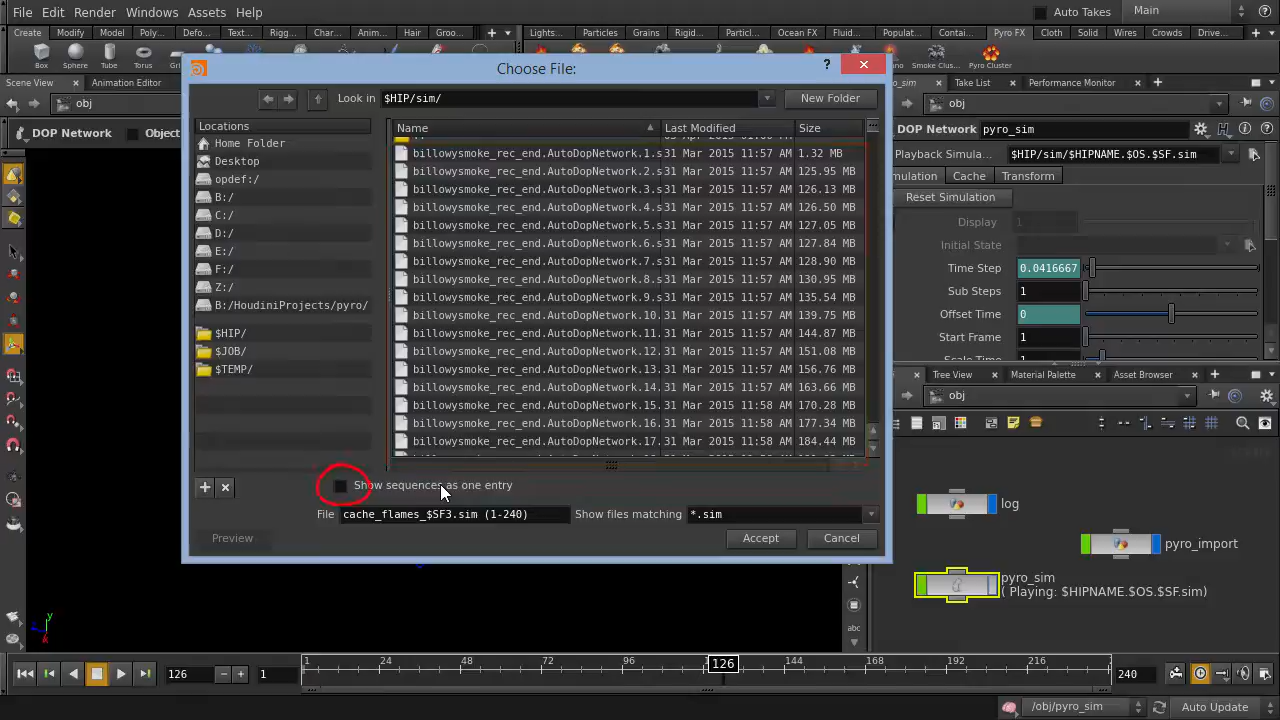 File Edit Render Windows Assets Help
Auto Takes Main
Create Modify Model Polygon Deform Text... Rigg... Char... Anim... Hair Groo...
Lights... Particles Grains Rigid... Particl... Ocean FX Fluid... Populat... Contai... Pyro FX Cloth Solid Wires Crowds Drive...
Box Sphere Tube Torus
Smoke Clus... Pyro Cluster
Scene View Animation Editor
Take List Performance Monitor
obj
obj
DOP Network Object
Choose File:
Look in $HIP/sim/ New Folder
Locations
Home Folder
Desktop
opdef:/
B:/
C:/
D:/
E:/
F:/
Z:/
B:/HoudiniProjects/pyro/
$HIP/
$JOB/
$TEMP/
Name Last Modified Size
billowysmoke_rec_end.AutoDopNetwork.1.s 31 Mar 2015 11:57 AM 1.32 MB
billowysmoke_rec_end.AutoDopNetwork.2.s 31 Mar 2015 11:57 AM 125.95 MB
billowysmoke_rec_end.AutoDopNetwork.3.s 31 Mar 2015 11:57 AM 126.13 MB
billowysmoke_rec_end.AutoDopNetwork.4.s 31 Mar 2015 11:57 AM 126.50 MB
billowysmoke_rec_end.AutoDopNetwork.5.s 31 Mar 2015 11:57 AM 127.05 MB
billowysmoke_rec_end.AutoDopNetwork.6.s 31 Mar 2015 11:57 AM 127.84 MB
billowysmoke_rec_end.AutoDopNetwork.7.s 31 Mar 2015 11:57 AM 128.90 MB
billowysmoke_rec_end.AutoDopNetwork.8.s 31 Mar 2015 11:57 AM 130.95 MB
billowysmoke_rec_end.AutoDopNetwork.9.s 31 Mar 2015 11:57 AM 135.54 MB
billowysmoke_rec_end.AutoDopNetwork.10. 31 Mar 2015 11:57 AM 139.75 MB
billowysmoke_rec_end.AutoDopNetwork.11. 31 Mar 2015 11:57 AM 144.87 MB
billowysmoke_rec_end.AutoDopNetwork.12. 31 Mar 2015 11:57 AM 151.08 MB
billowysmoke_rec_end.AutoDopNetwork.13. 31 Mar 2015 11:57 AM 156.76 MB
billowysmoke_rec_end.AutoDopNetwork.14. 31 Mar 2015 11:57 AM 163.66 MB
billowysmoke_rec_end.AutoDopNetwork.15. 31 Mar 2015 11:58 AM 170.28 MB
billowysmoke_rec_end.AutoDopNetwork.16. 31 Mar 2015 11:58 AM 177.34 MB
billowysmoke_rec_end.AutoDopNetwork.17. 31 Mar 2015 11:58 AM 184.44 MB
Show sequences as one entry
File cache_flames_$SF3.sim (1-240) Show files matching *.sim
Preview Accept Cancel
DOP Network pyro_sim
Playback Simula... $HIP/sim/$HIPNAME.$OS.$SF.sim
mulation Cache Transform
Reset Simulation
Display 1
Initial State
Time Step 0.0416667
Sub Steps 1
Offset Time 0
Start Frame 1
Scale Time
Tree View Material Palette Asset Browser
obj
log
pyro_import
pyro_sim
( Playing: $HIPNAME.$OS.$SF.sim)
y
z
x
abc
1 24 48 72 96 126 144 168 192 216
126 1 240
/obj/pyro_sim Auto Update